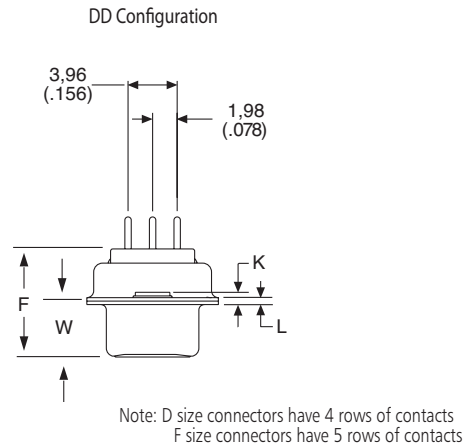 DD Configuration
3,96
(.156)
1,98
(.078)
K
F
W
L
Note: D size connectors have 4 rows of contacts
F size connectors have 5 rows of contacts